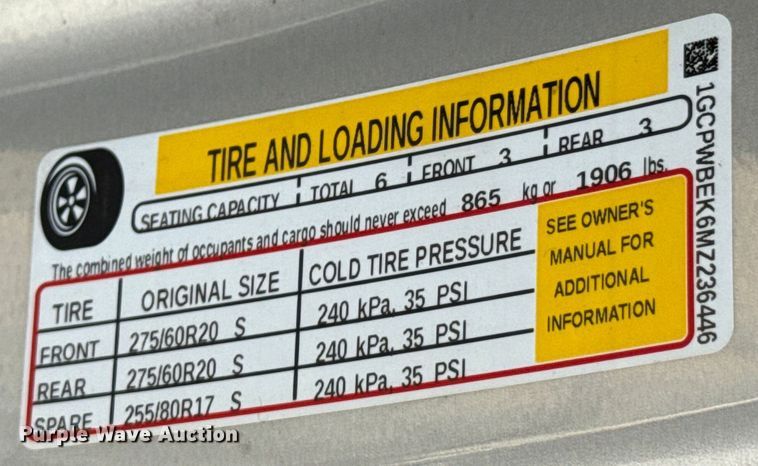 TIRE AND LOADING INFORMATION
SEATING CAPACITY TOTAL 6 FRONT 3 REAR 3
The combined weight of occupants and cargo should never exceed 865 kg or 1906 lbs.
TIRE ORIGINAL SIZE COLD TIRE PRESSURE
FRONT 275/60R20 S 240 kPa, 35 PSI
REAR 275/60R20 S 240 kPa, 35 PSI
SPARE 255/80R17 S 240 kPa, 35 PSI
SEE OWNER'S
MANUAL FOR
ADDITIONAL
INFORMATION
1GCPWBEK6MZ236446
Purple Wave Auction